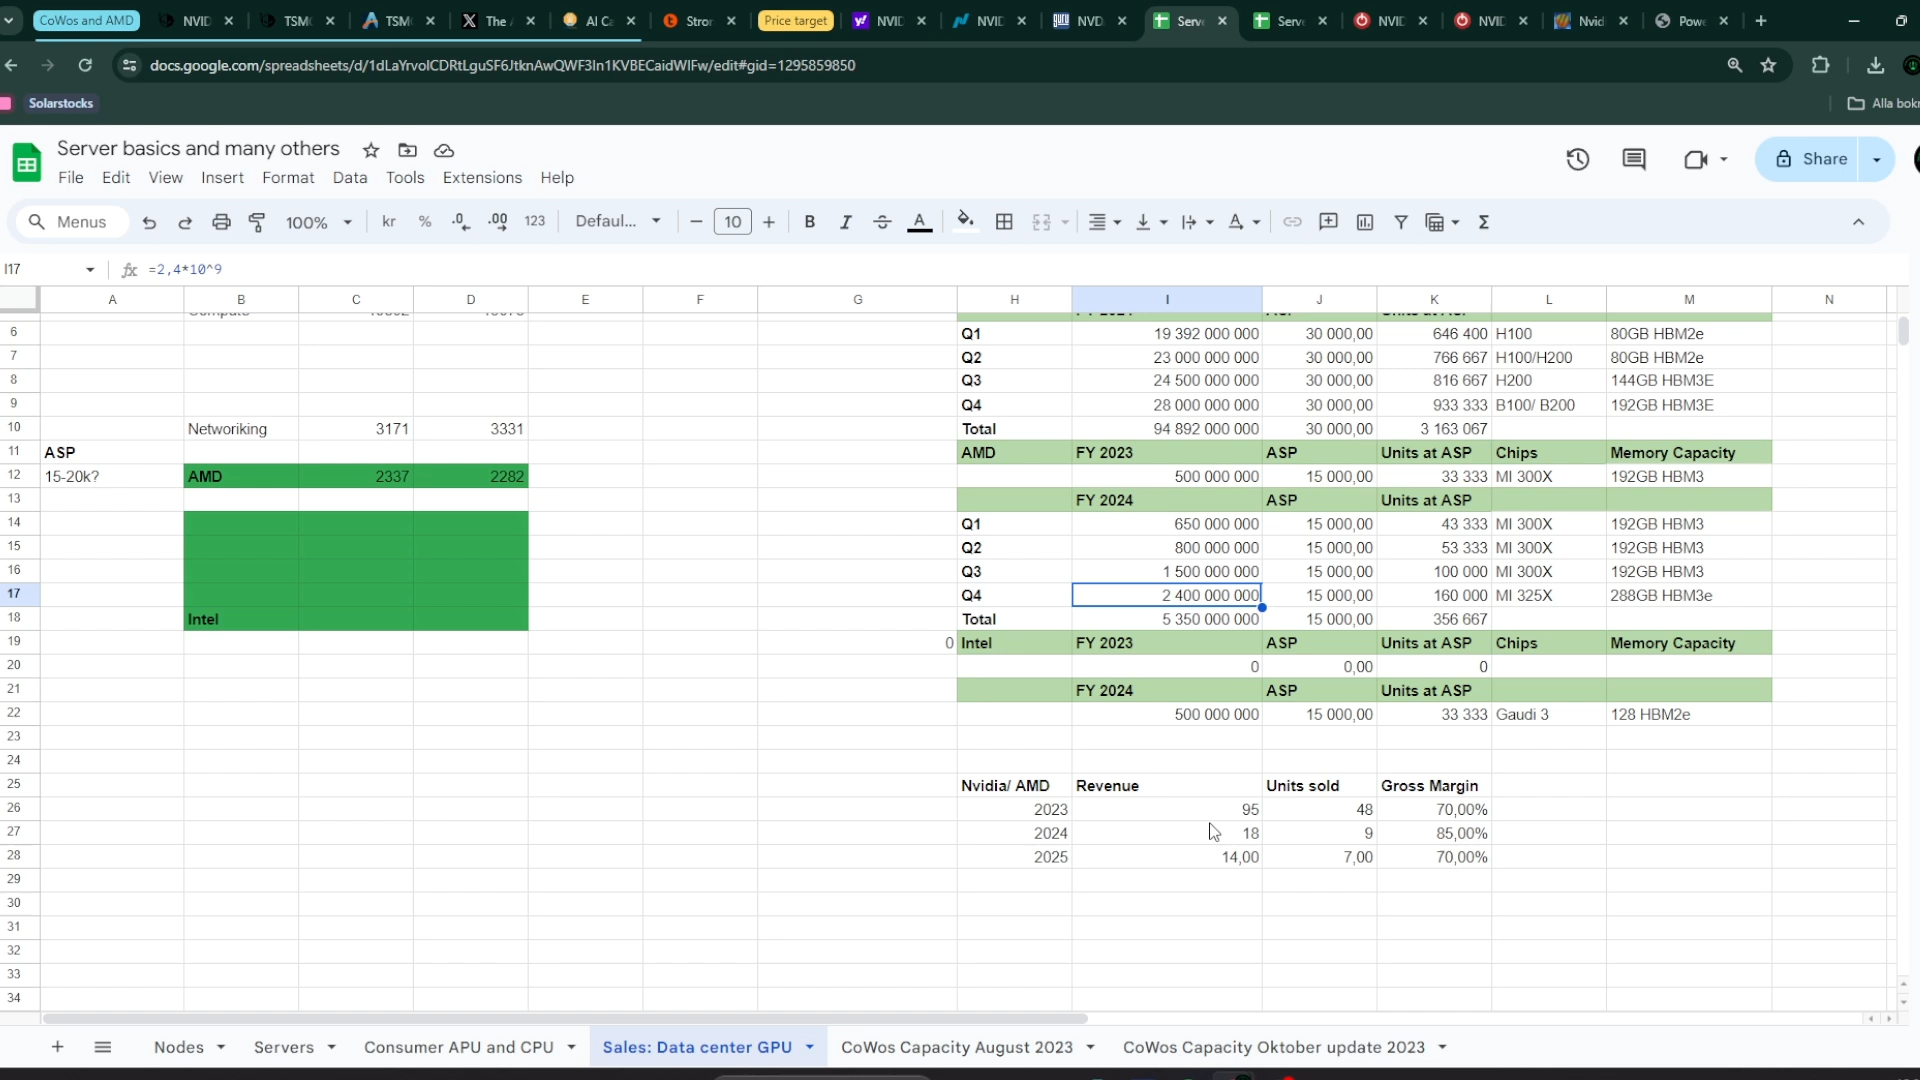 CoWos and AMD NVID TSM TSM The AI C Stro Price target NVID NVID NVD Serv Serv NVID NVID Nvid Pow
docs.google.com/spreadsheets/d/1dLaYrvolCDRtLguSF6JtknAwQWF3In1KVBECaidWIFw/edit#gid=1295859850
Solarstocks Alla bokr
Server basics and many others
Share
File Edit View Insert Format Data Tools Extensions Help
Menus 100% kr % .0 .00 123 Defaul... 10 B I A
I17 fx =2,4*10^9
A B C D E F G H I J K L M N
6 Q1 19 392 000 000 30 000,00 646 400 H100 80GB HBM2e
7 Q2 23 000 000 000 30 000,00 766 667 H100/H200 80GB HBM2e
8 Q3 24 500 000 000 30 000,00 816 667 H200 144GB HBM3E
9 Q4 28 000 000 000 30 000,00 933 333 B100/ B200 192GB HBM3E
10 Networiking 3171 3331 Total 94 892 000 000 30 000,00 3 163 067
11 ASP AMD FY 2023 ASP Units at ASP Chips Memory Capacity
12 15-20k? AMD 2337 2282 500 000 000 15 000,00 33 333 MI 300X 192GB HBM3
13 FY 2024 ASP Units at ASP
14 Q1 650 000 000 15 000,00 43 333 MI 300X 192GB HBM3
15 Q2 800 000 000 15 000,00 53 333 MI 300X 192GB HBM3
16 Q3 1 500 000 000 15 000,00 100 000 MI 300X 192GB HBM3
17 Q4 2 400 000 000 15 000,00 160 000 MI 325X 288GB HBM3e
18 Intel Total 5 350 000 000 15 000,00 356 667
19 0 Intel FY 2023 ASP Units at ASP Chips Memory Capacity
20 0 0,00 0
21 FY 2024 ASP Units at ASP
22 500 000 000 15 000,00 33 333 Gaudi 3 128 HBM2e
23
24
25 Nvidia/ AMD Revenue Units sold Gross Margin
26 2023 95 48 70,00%
27 2024 18 9 85,00%
28 2025 14,00 7,00 70,00%
29
30
31
32
33
34
Nodes Servers Consumer APU and CPU Sales: Data center GPU CoWos Capacity August 2023 CoWos Capacity Oktober update 2023